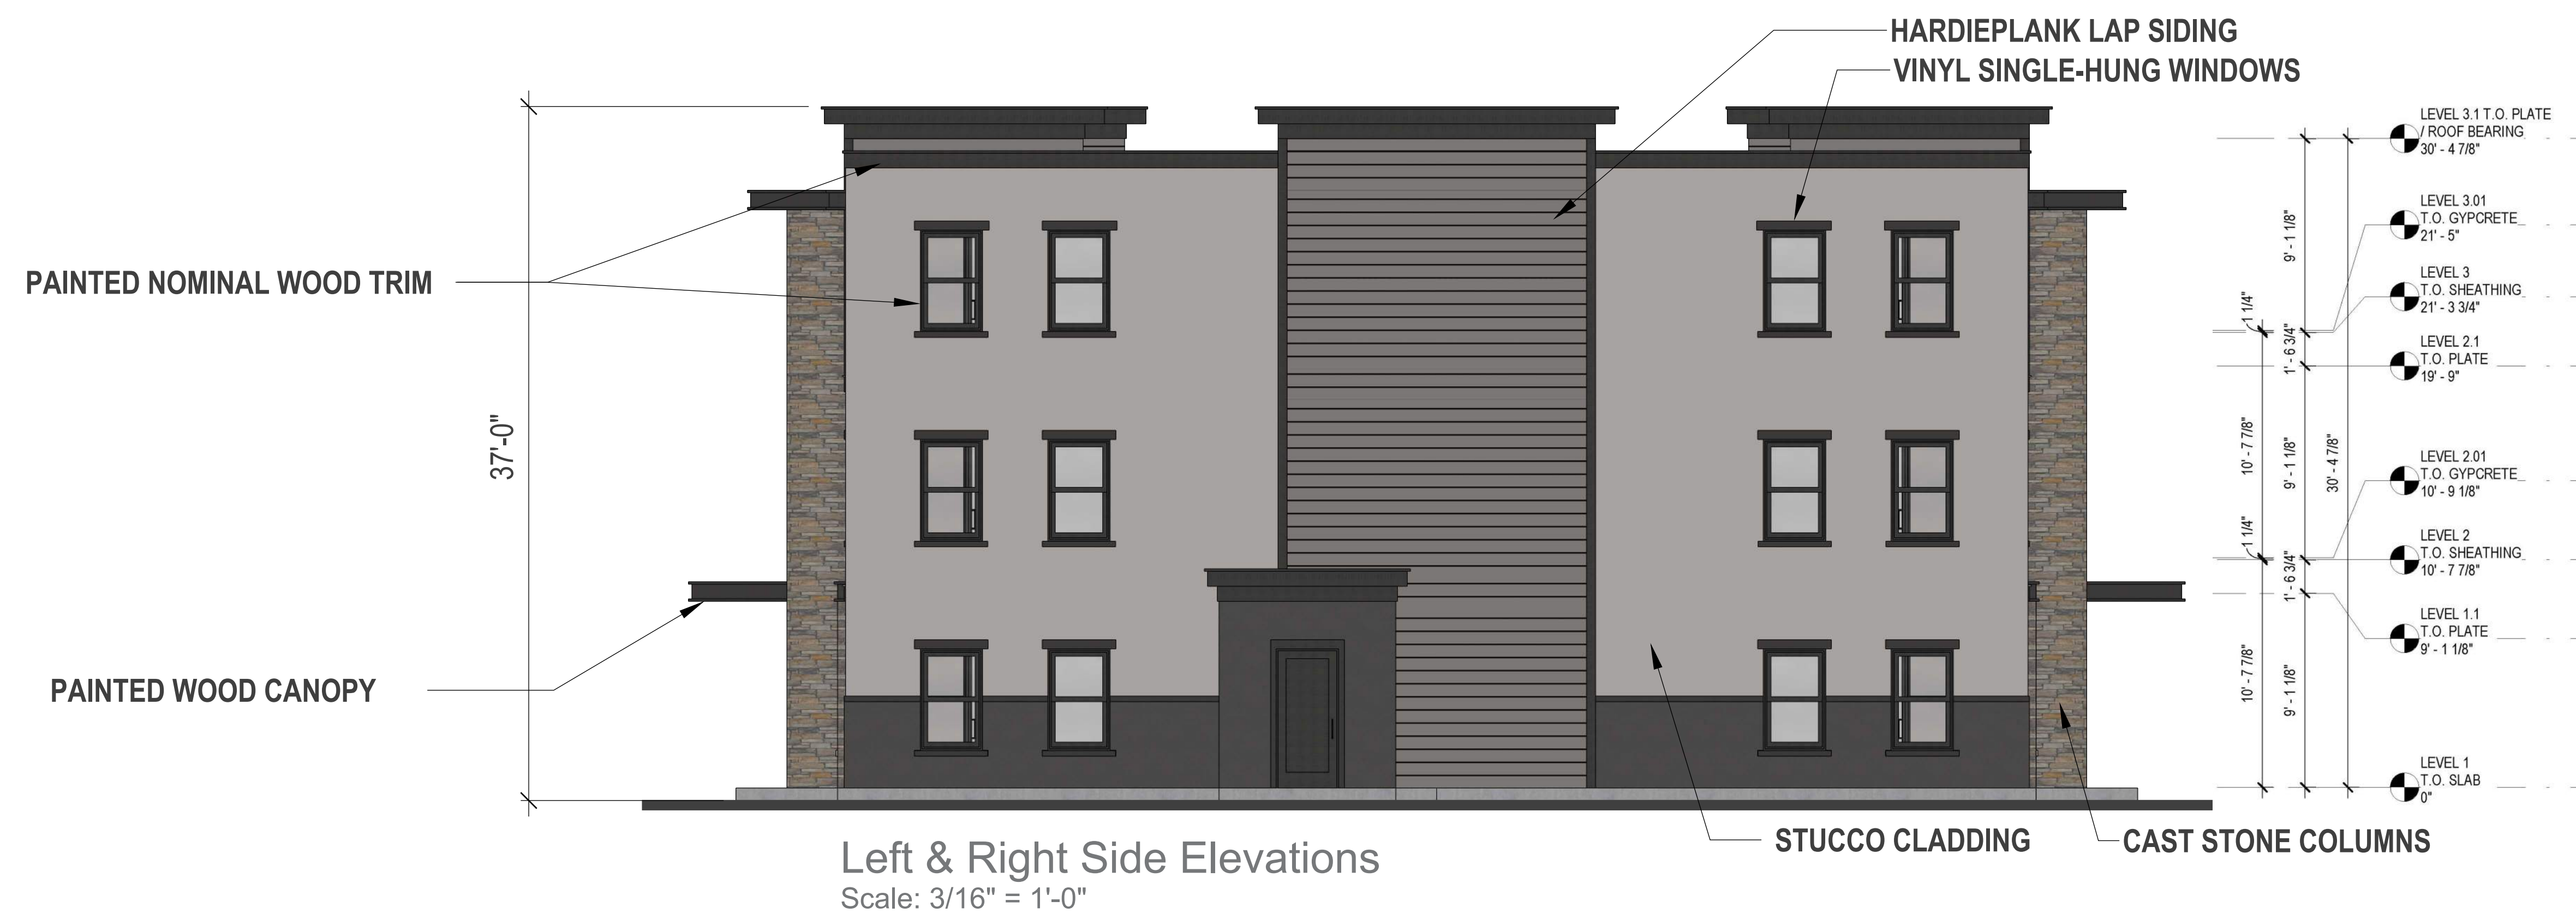 HARDIEPLANK LAP SIDING
VINYL SINGLE-HUNG WINDOWS
PAINTED NOMINAL WOOD TRIM
37'-0"
PAINTED WOOD CANOPY
STUCCO CLADDING
CAST STONE COLUMNS
LEVEL 3.1 T.O. PLATE
/ ROOF BEARING
30' - 4 7/8"
LEVEL 3.01
T.O. GYPCRETE
21' - 5"
LEVEL 3
T.O. SHEATHING
21' - 3 3/4"
LEVEL 2.1
T.O. PLATE
19' - 9"
LEVEL 2.01
T.O. GYPCRETE
10' - 9 1/8"
LEVEL 2
T.O. SHEATHING
10' - 7 7/8"
LEVEL 1.1
T.O. PLATE
9' - 1 1/8"
LEVEL 1
T.O. SLAB
0"
1 1/4"
10' - 7 7/8"
1 1/4"
10' - 7 7/8"
9' - 1 1/8"
1' - 6 3/4"
9' - 1 1/8"
1' - 6 3/4"
9' - 1 1/8"
30' - 4 7/8"
Left & Right Side Elevations
Scale: 3/16" = 1'-0"